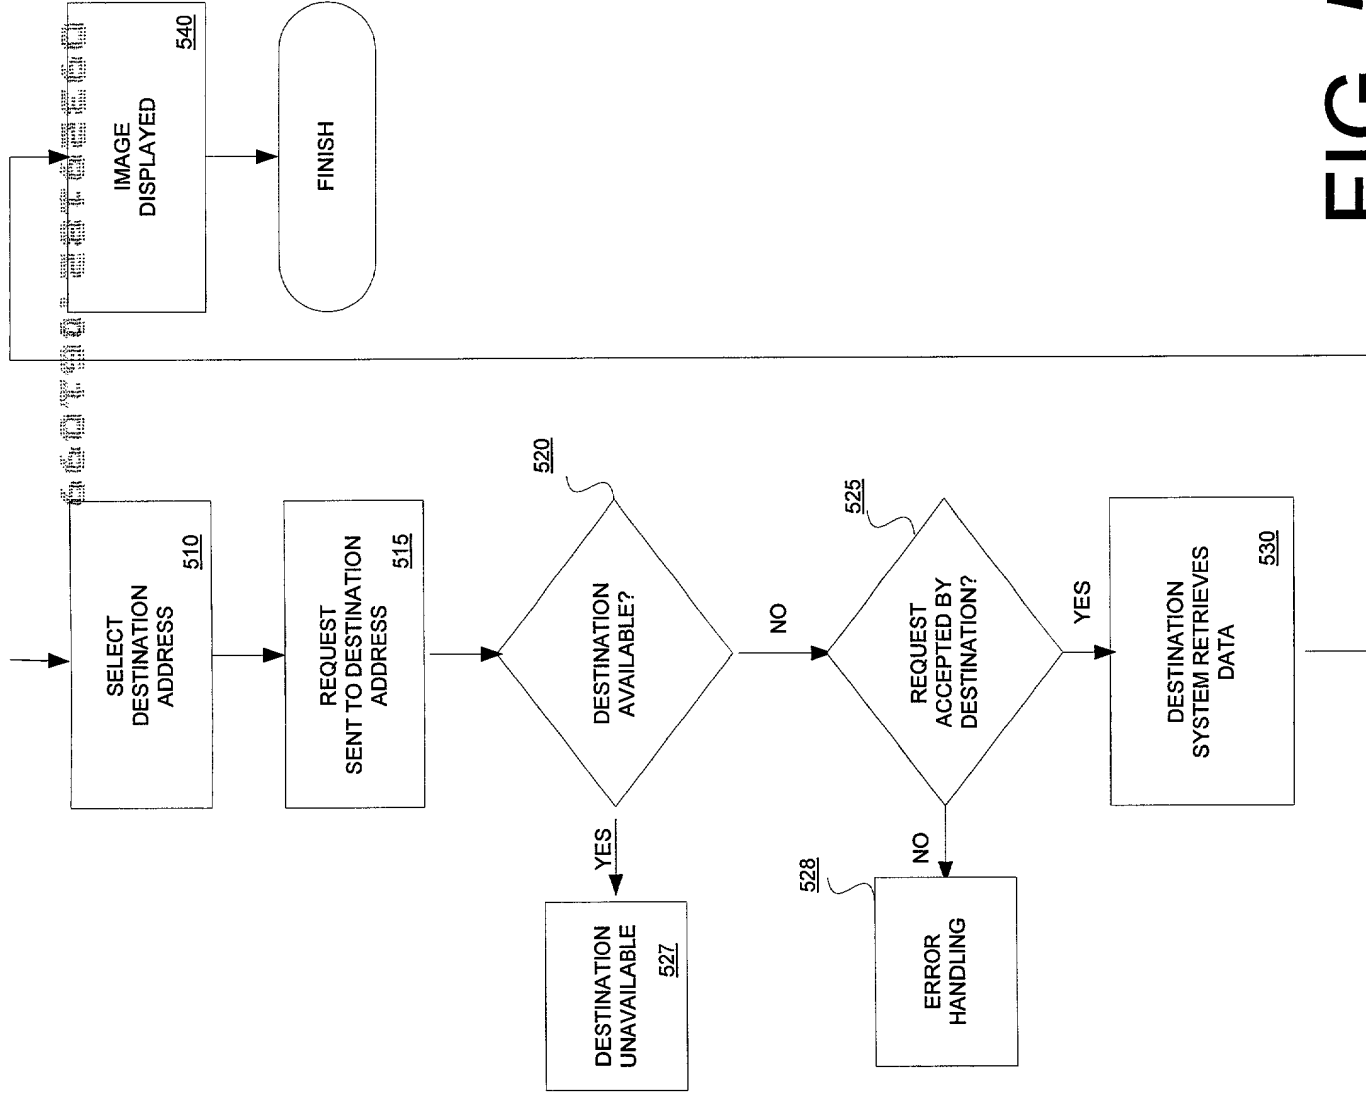 SELECT
DESTINATION
ADDRESS
510
REQUEST
SENT TO DESTINATION
ADDRESS
515
520
DESTINATION
AVAILABLE?
YES
DESTINATION
UNAVAILABLE
527
NO
525
REQUEST
ACCEPTED BY
DESTINATION?
NO
528
ERROR
HANDLING
YES
DESTINATION
SYSTEM RETRIEVES
DATA
530
IMAGE
DISPLAYED
540
FINISH
FIG.